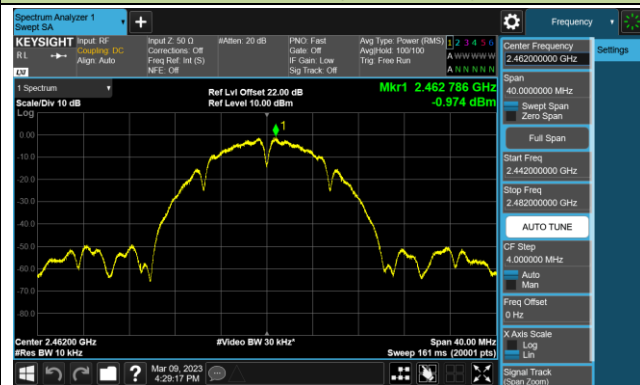 Spectrum Analyzer 1
Swept SA
Frequency
KEYSIGHT
Input: RF
Input Z: 50 Ω
#Atten: 20 dB
PNO: Fast
Avg Type: Power (RMS)
1 2 3 4 5 6
RL
Coupling: DC
Corrections: Off
Gate: Off
Avg|Hold: 100/100
A W W W W W
Align: Auto
Freq Ref: Int (S)
IF Gain: Low
Trig: Free Run
NFE: Off
Sig Track: Off
A N N N N N
LXI
Center Frequency
2.462000000 GHz
Settings
Span
40.0000000 MHz
Swept Span
Zero Span
Full Span
Start Freq
2.442000000 GHz
Stop Freq
2.482000000 GHz
AUTO TUNE
CF Step
4.000000 MHz
Auto
Man
Freq Offset
0 Hz
X Axis Scale
Log
Lin
Signal Track
(Span Zoom)
1 Spectrum
Ref Lvl Offset 22.00 dB
Mkr1 2.462 786 GHz
Scale/Div 10 dB
Ref Level 10.00 dBm
-0.974 dBm
Log
1
0.00
-10.0
-20.0
-30.0
-40.0
-50.0
-60.0
-70.0
-80.0
Center 2.46200 GHz
#Video BW 30 kHz*
Span 40.00 MHz
#Res BW 10 kHz
Sweep 161 ms (20001 pts)
?
Mar 09, 2023
4:29:17 PM